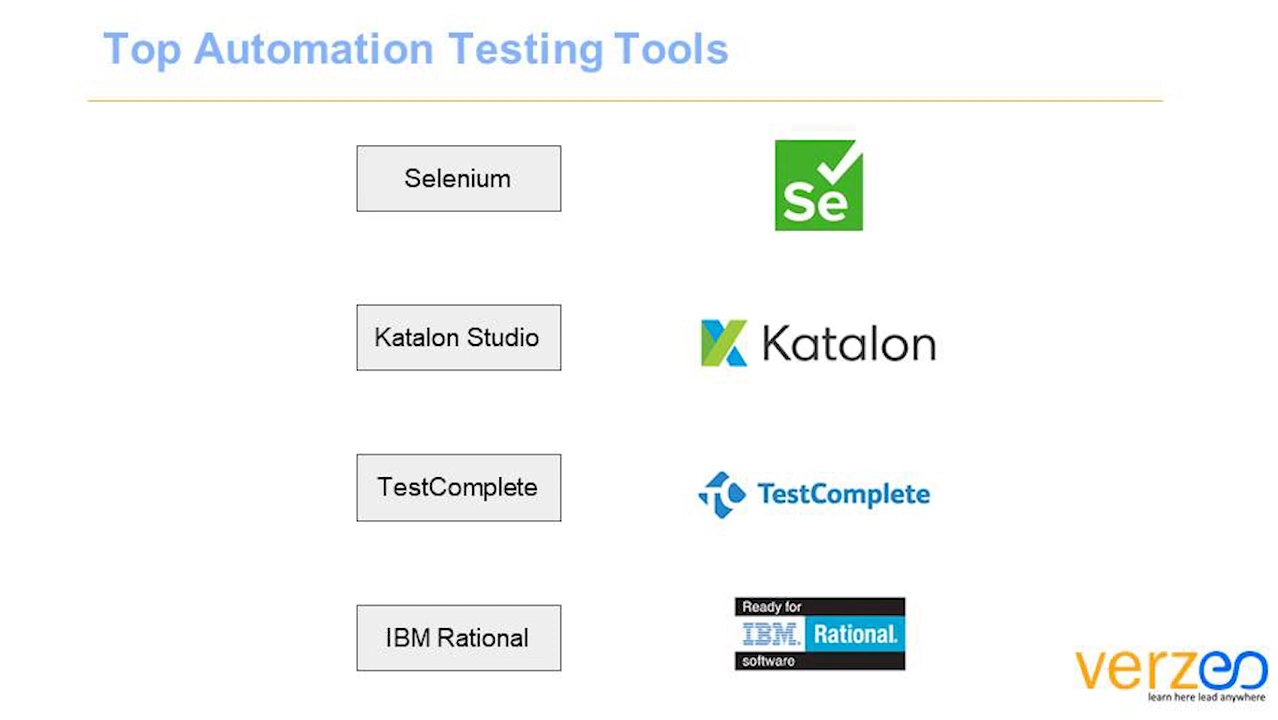 Top Automation Testing Tools
Selenium
Se
Katalon Studio
Katalon
TestComplete
TC TestComplete
IBM Rational
Ready for
IBM. Rational.
software
verzeo
learn here lead anywhere